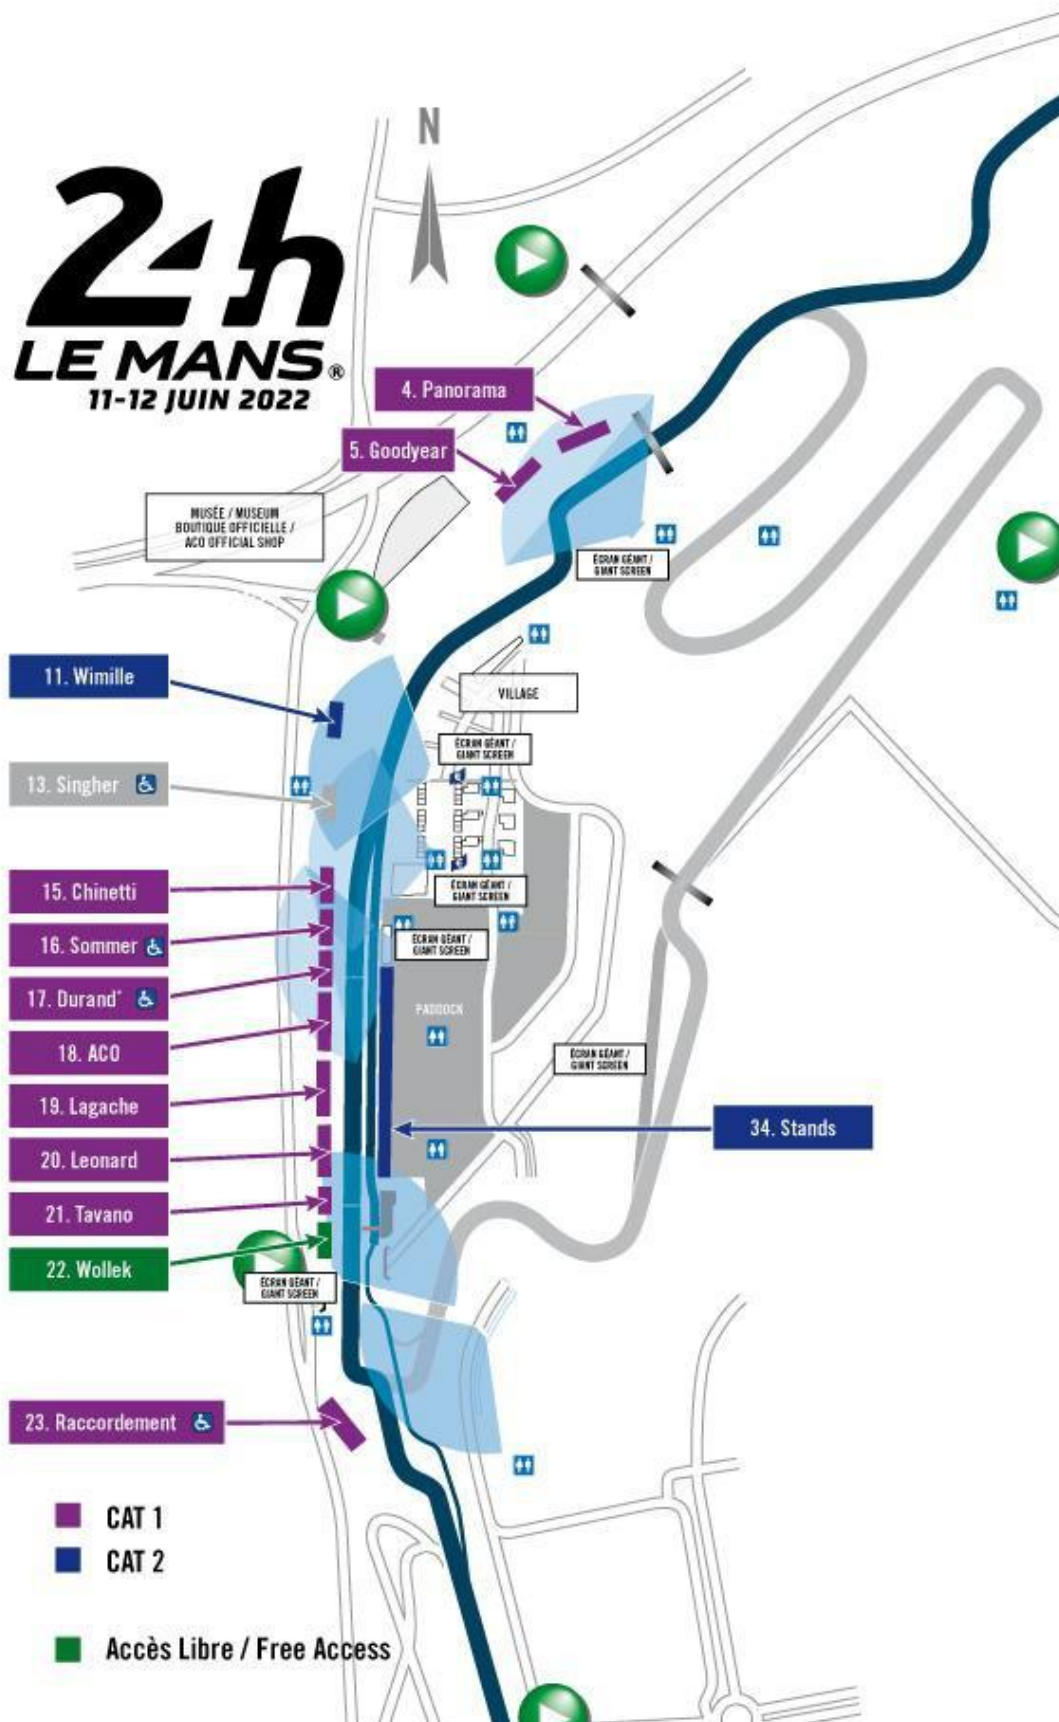 N
24h
LE MANS®
11-12 JUIN 2022
4. Panorama
5. Goodyear
MUSÉE / MUSEUM
BOUTIQUE OFFICIELLE /
ACO OFFICIAL SHOP
ÉCRAN GÉANT /
GIANT SCREEN
11. Wimille
VILLAGE
ÉCRAN GÉANT /
GIANT SCREEN
13. Singher
ÉCRAN GÉANT /
GIANT SCREEN
15. Chinetti
16. Sommer
ÉCRAN GÉANT /
GIANT SCREEN
17. Durand*
PADDOCK
18. ACO
ÉCRAN GÉANT /
GIANT SCREEN
19. Lagache
34. Stands
20. Leonard
21. Tavano
22. Wollek
ÉCRAN GÉANT /
GIANT SCREEN
23. Raccordement
CAT 1
CAT 2
Accès Libre / Free Access